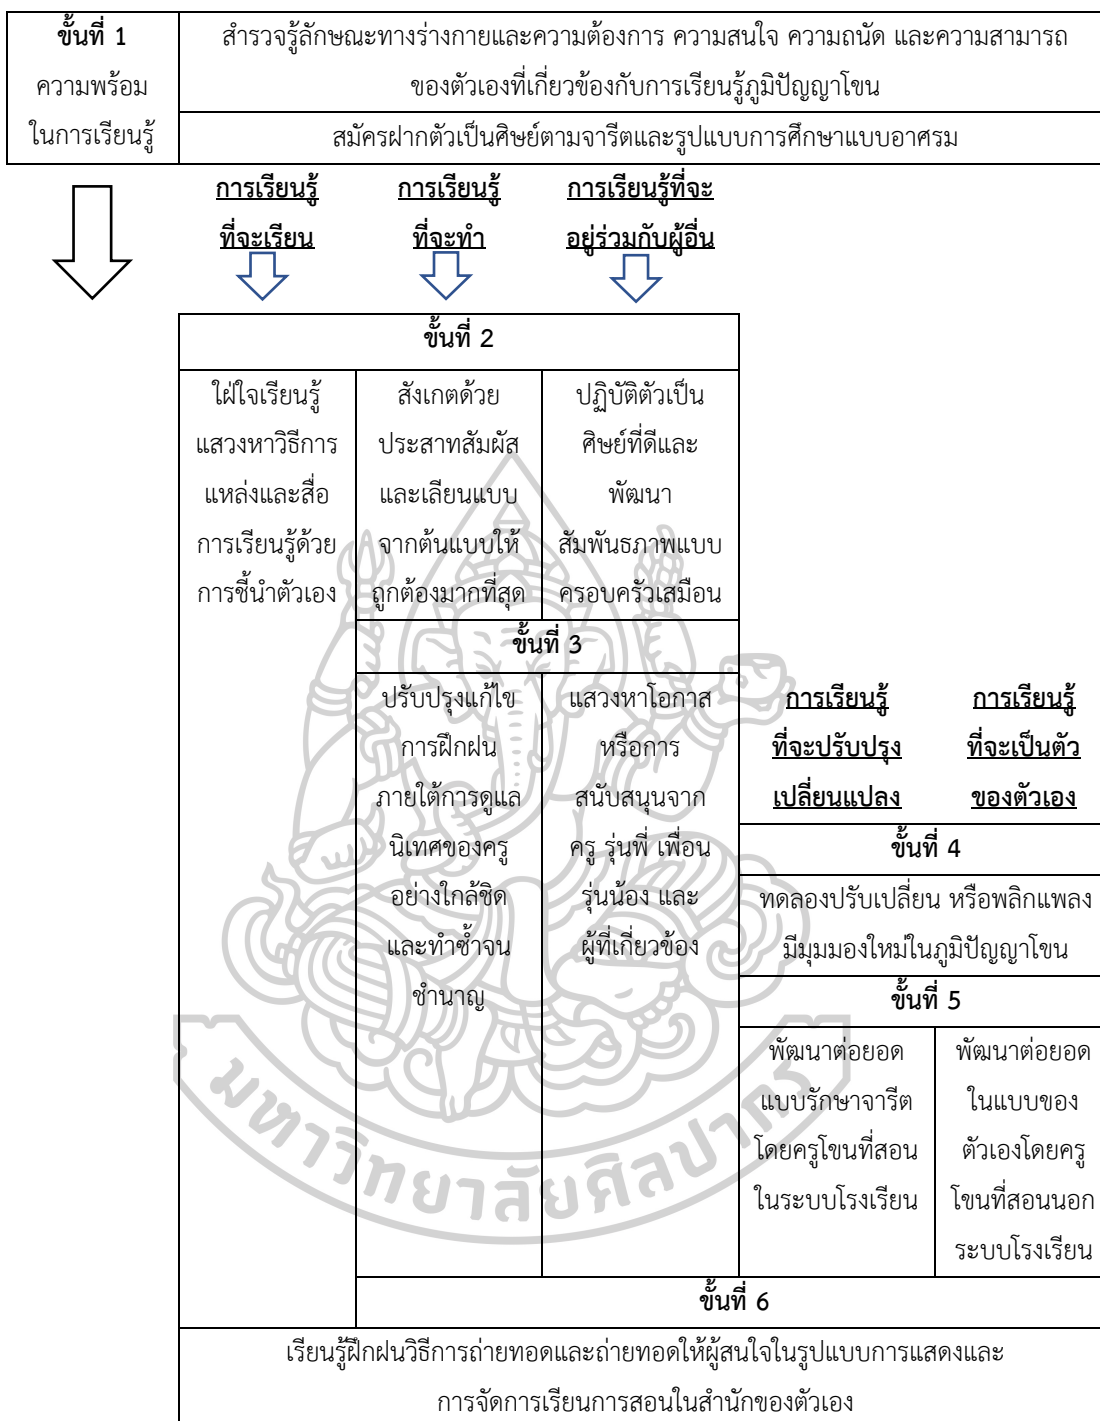 ขั้นที่ 1
ความพร้อม
ในการเรียนรู้
สำรวจรู้ลักษณะทางร่างกายและความต้องการ ความสนใจ ความถนัด และความสามารถ
ของตัวเองที่เกี่ยวข้องกับการเรียนรู้ภูมิปัญญาโขน
สมัครฝากตัวเป็นศิษย์ตามจารีตและรูปแบบการศึกษาแบบอาศรม
การเรียนรู้
ที่จะเรียน
การเรียนรู้
ที่จะทำ
การเรียนรู้ที่จะ
อยู่ร่วมกับผู้อื่น
ขั้นที่ 2
ใฝ่ใจเรียนรู้
แสวงหาวิธีการ
แหล่งและสื่อ
การเรียนรู้ด้วย
การชี้นำตัวเอง
สังเกตด้วย
ประสาทสัมผัส
และเลียนแบบ
จากต้นแบบให้
ถูกต้องมากที่สุด
ปฏิบัติตัวเป็น
ศิษย์ที่ดีและ
พัฒนา
สัมพันธภาพแบบ
ครอบครัวเสมือน
ขั้นที่ 3
ปรับปรุงแก้ไข
การฝึกฝน
ภายใต้การดูแล
นิเทศของครู
อย่างใกล้ชิด
และทำซ้ำจน
ชำนาญ
แสวงหาโอกาส
หรือการ
สนับสนุนจาก
ครู รุ่นพี่ เพื่อน
รุ่นน้อง และ
ผู้ที่เกี่ยวข้อง
การเรียนรู้
ที่จะปรับปรุง
เปลี่ยนแปลง
การเรียนรู้
ที่จะเป็นตัว
ของตัวเอง
ขั้นที่ 4
ทดลองปรับเปลี่ยน หรือพลิกแพลง
มีมุมมองใหม่ในภูมิปัญญาโขน
ขั้นที่ 5
พัฒนาต่อยอด
แบบรักษาจารีต
โดยครูโขนที่สอน
ในระบบโรงเรียน
พัฒนาต่อยอด
ในแบบของ
ตัวเองโดยครู
โขนที่สอนนอก
ระบบโรงเรียน
ขั้นที่ 6
เรียนรู้ฝึกฝนวิธีการถ่ายทอดและถ่ายทอดให้ผู้สนใจในรูปแบบการแสดงและ
การจัดการเรียนการสอนในสำนักของตัวเอง
มหาวิทยาลัยศิลปากร